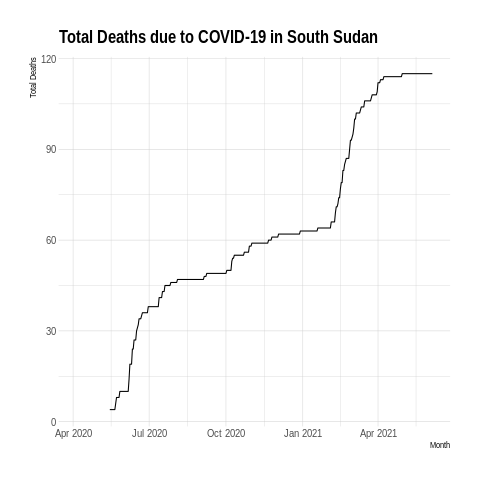 Total Deaths due to COVID-19 in South Sudan
Total Deaths
120
90
60
30
0
Apr 2020 Jul 2020 Oct 2020 Jan 2021 Apr 2021
Month